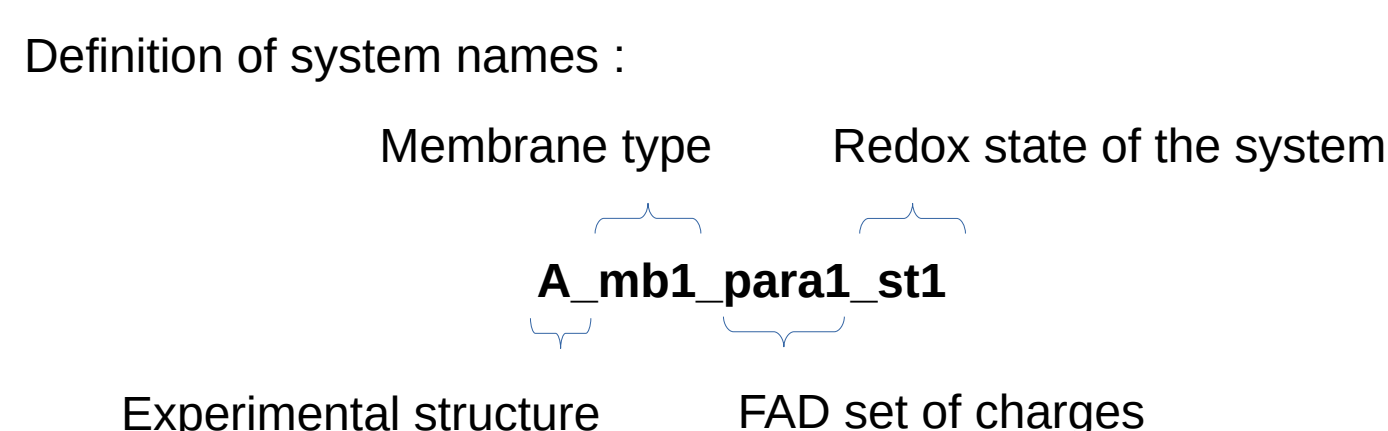 Definition of system names :
Membrane type Redox state of the system
A_mb1_para1_st1
Experimental structure FAD set of charges